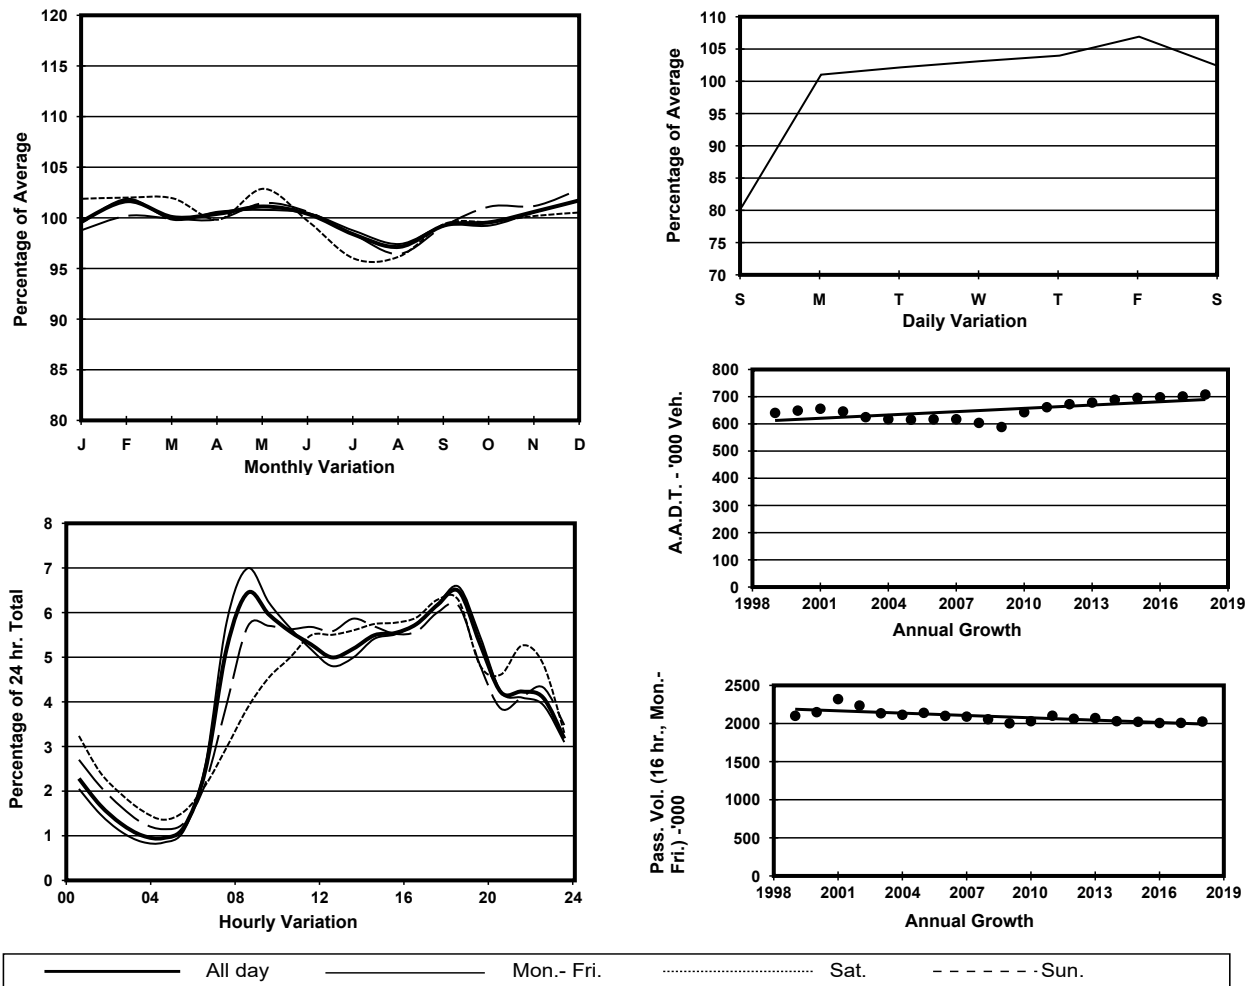 120
115
110
105
100
95
90
85
80
Percentage of Average
J F M A M J J A S O N D
Monthly Variation
110
105
100
95
90
85
80
75
70
Percentage of Average
S M T W T F S
Daily Variation
800
700
600
500
400
300
200
100
0
A.A.D.T. - '000 Veh.
1998 2001 2004 2007 2010 2013 2016 2019
Annual Growth
8
7
6
5
4
3
2
1
0
Percentage of 24 hr. Total
00 04 08 12 16 20 24
Hourly Variation
2500
2000
1500
1000
500
0
Pass. Vol. (16 hr., Mon.-
Fri.) -'000
1998 2001 2004 2007 2010 2013 2016 2019
Annual Growth
All day Mon.- Fri. Sat. Sun.